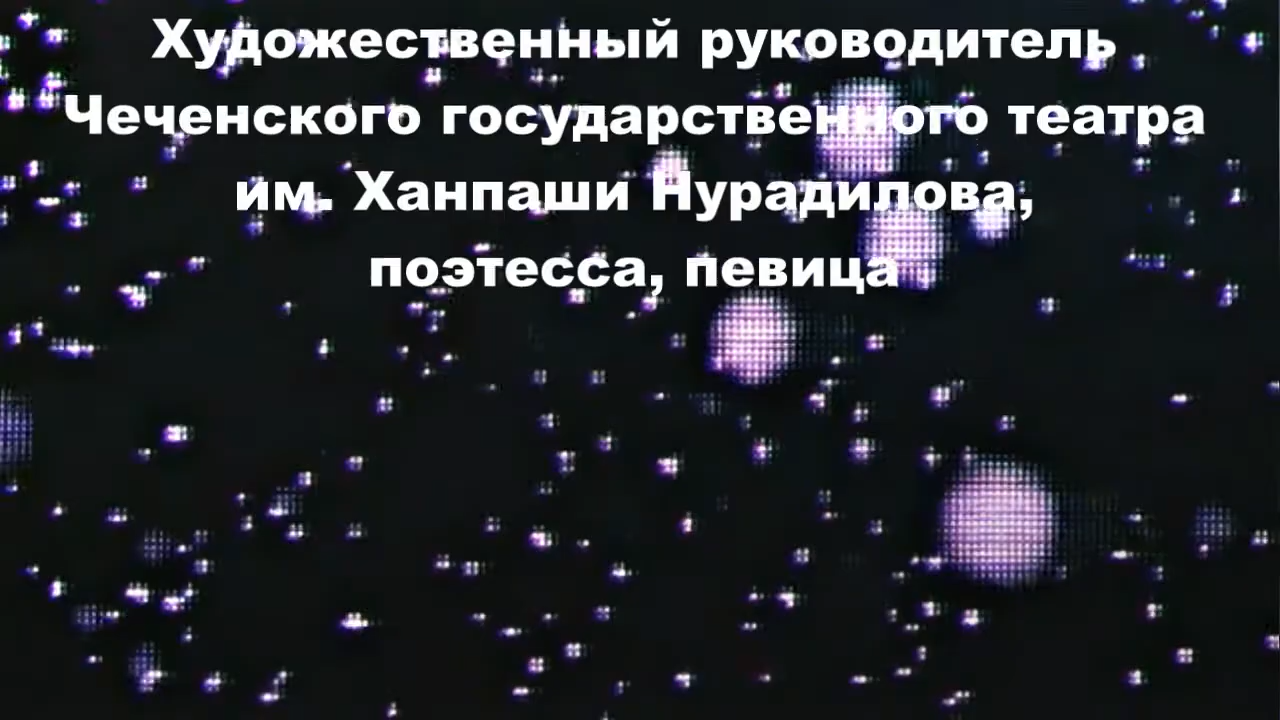 Художественный руководитель
Чеченского государственного театра
им. Ханпаши Нурадилова,
поэтесса, певица